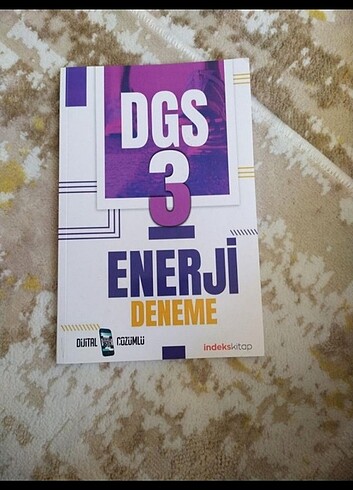 DGS
3
ENERJİ
DENEME
DİJİTAL ÇÖZÜMLÜ
indekskitap